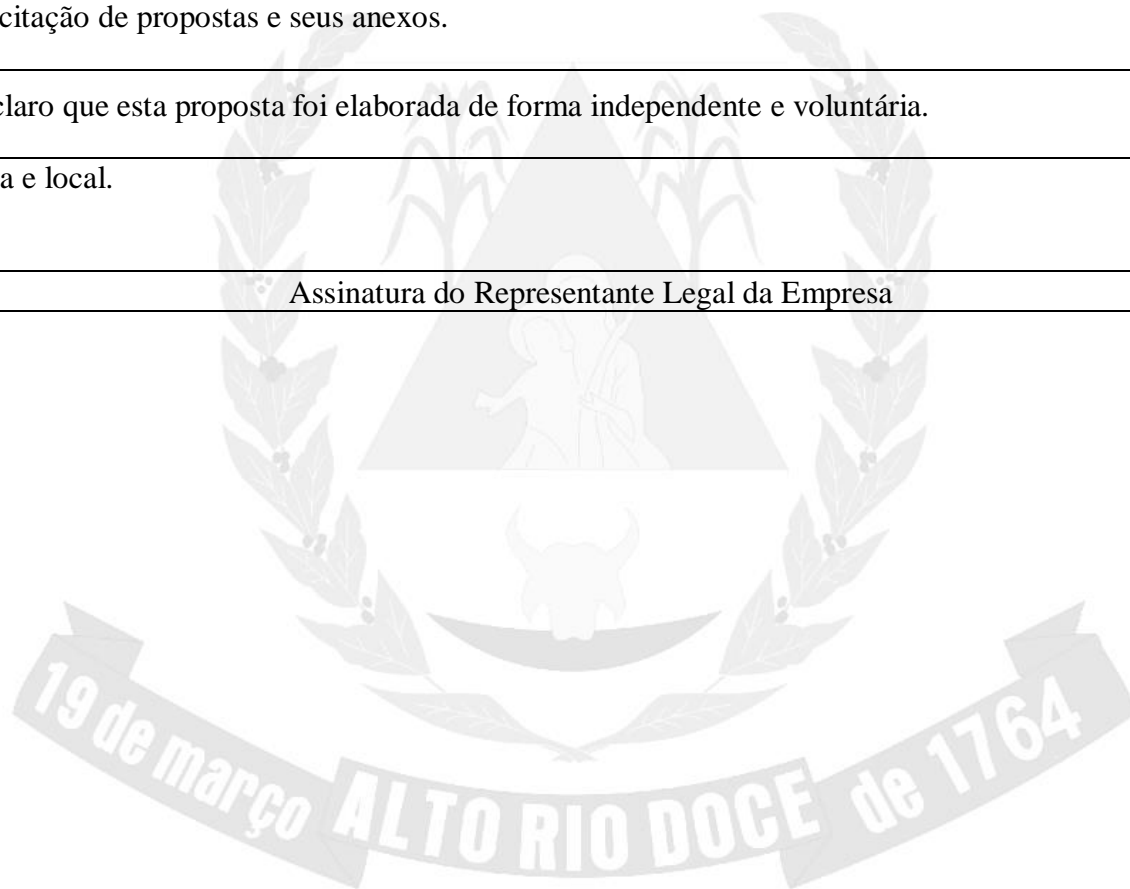 citação de propostas e seus anexos.
claro que esta proposta foi elaborada de forma independente e voluntária.
a e local.
Assinatura do Representante Legal da Empresa
19 de março ALTO RIO DOCE de 1764